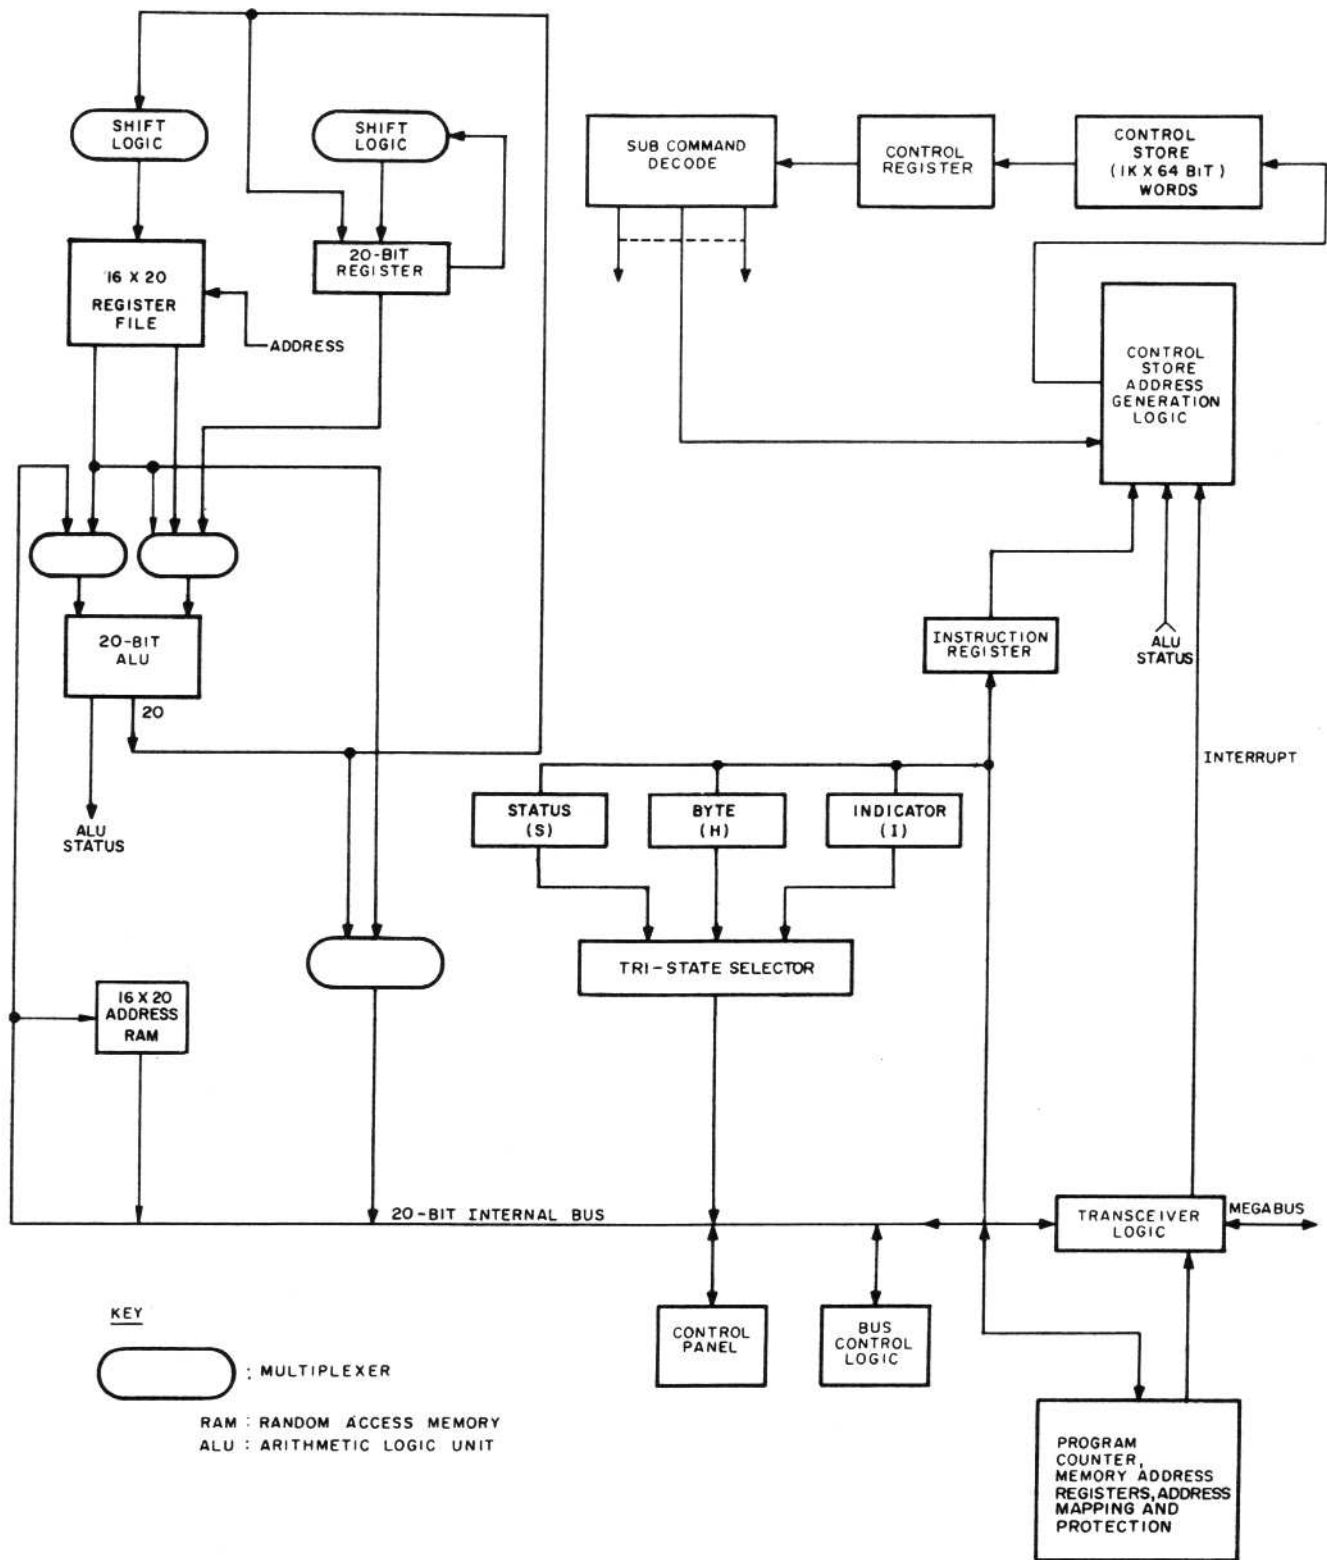 SHIFT
LOGIC
SHIFT
LOGIC
SUB COMMAND
DECODE
CONTROL
REGISTER
CONTROL
STORE
(1K X 64 BIT)
WORDS
16 X 20
REGISTER
FILE
20-BIT
REGISTER
ADDRESS
CONTROL
STORE
ADDRESS
GENERATION
LOGIC
20-BIT
ALU
20
ALU
STATUS
INSTRUCTION
REGISTER
ALU
STATUS
INTERRUPT
STATUS
(S)
BYTE
(H)
INDICATOR
(I)
TRI-STATE SELECTOR
16 X 20
ADDRESS
RAM
20-BIT INTERNAL BUS
TRANSCEIVER
LOGIC
MEGABUS
CONTROL
PANEL
BUS
CONTROL
LOGIC
PROGRAM
COUNTER,
MEMORY ADDRESS
REGISTERS, ADDRESS
MAPPING AND
PROTECTION
KEY
: MULTIPLEXER
RAM : RANDOM ACCESS MEMORY
ALU : ARITHMETIC LOGIC UNIT